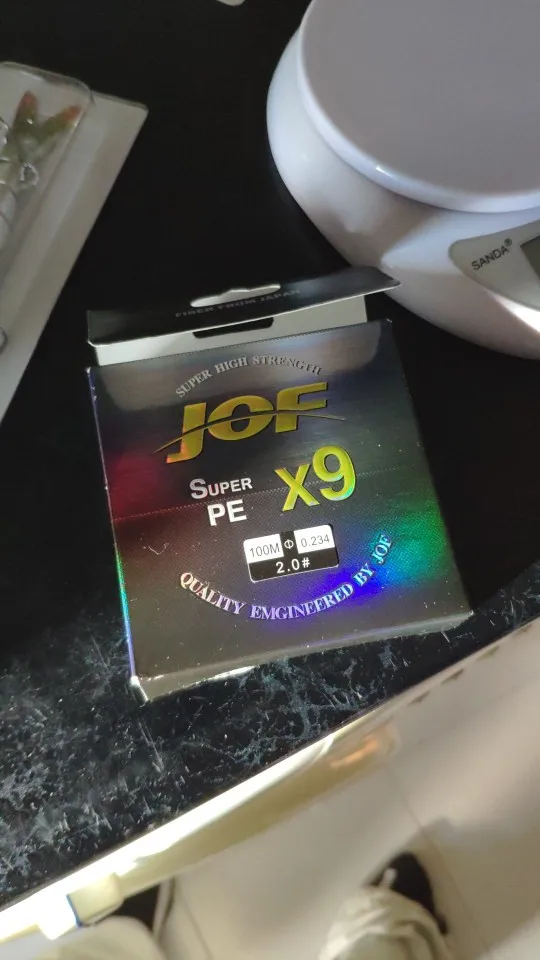 SANDA®
FIBER FROM JAPAN
SUPER HIGH STRENGTH
JOF
SUPER
PE
X9
100M Φ 0.234
2.0#
QUALITY EMGINEERED BY JOF